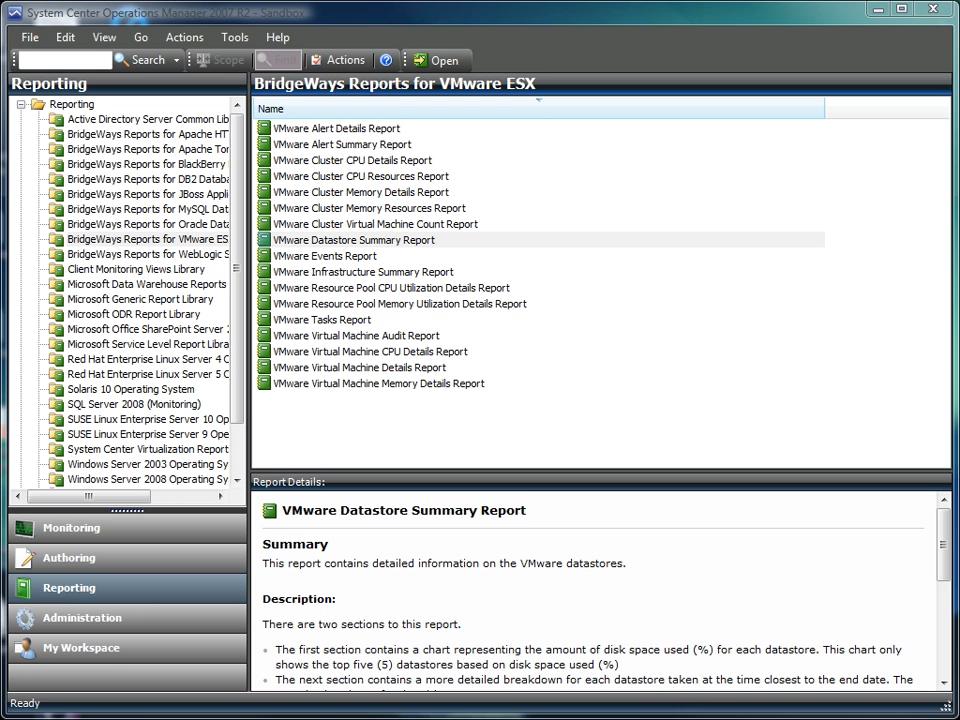 System Center Operations Manager 2007 R2 - Sandbox
File Edit View Go Actions Tools Help
Search Scope Find Actions Open
Reporting
Reporting
Active Directory Server Common Lib
BridgeWays Reports for Apache HT
BridgeWays Reports for Apache Tor
BridgeWays Reports for BlackBerry
BridgeWays Reports for DB2 Databa
BridgeWays Reports for JBoss Appli
BridgeWays Reports for MySQL Dat
BridgeWays Reports for Oracle Data
BridgeWays Reports for VMware ES
BridgeWays Reports for WebLogic S
Client Monitoring Views Library
Microsoft Data Warehouse Reports
Microsoft Generic Report Library
Microsoft ODR Report Library
Microsoft Office SharePoint Server 2
Microsoft Service Level Report Libra
Red Hat Enterprise Linux Server 4 O
Red Hat Enterprise Linux Server 5 O
Solaris 10 Operating System
SQL Server 2008 (Monitoring)
SUSE Linux Enterprise Server 10 Op
SUSE Linux Enterprise Server 9 Ope
System Center Virtualization Report
Windows Server 2003 Operating Sy
Windows Server 2008 Operating Sy
Monitoring
Authoring
Reporting
Administration
My Workspace
BridgeWays Reports for VMware ESX
Name
VMware Alert Details Report
VMware Alert Summary Report
VMware Cluster CPU Details Report
VMware Cluster CPU Resources Report
VMware Cluster Memory Details Report
VMware Cluster Memory Resources Report
VMware Cluster Virtual Machine Count Report
VMware Datastore Summary Report
VMware Events Report
VMware Infrastructure Summary Report
VMware Resource Pool CPU Utilization Details Report
VMware Resource Pool Memory Utilization Details Report
VMware Tasks Report
VMware Virtual Machine Audit Report
VMware Virtual Machine CPU Details Report
VMware Virtual Machine Details Report
VMware Virtual Machine Memory Details Report
Report Details:
VMware Datastore Summary Report
Summary
This report contains detailed information on the VMware datastores.
Description:
There are two sections to this report.
The first section contains a chart representing the amount of disk space used (%) for each datastore. This chart only
shows the top five (5) datastores based on disk space used (%)
The next section contains a more detailed breakdown for each datastore taken at the time closest to the end date. The
Ready